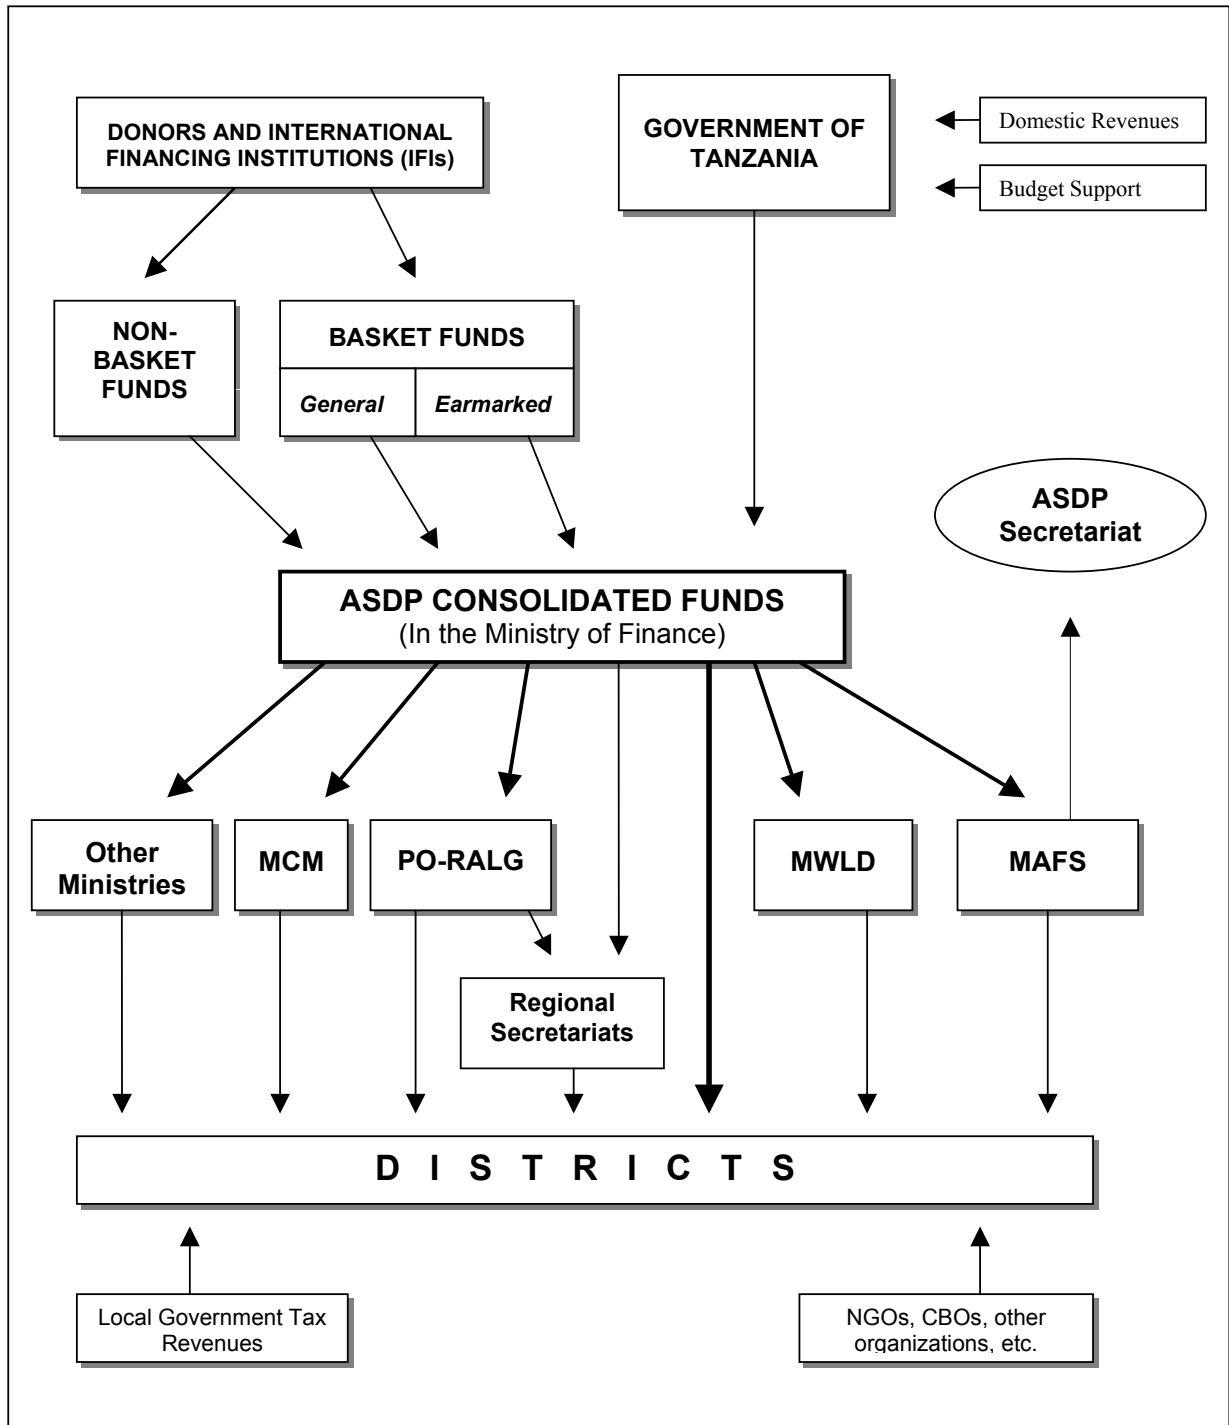 DONORS AND INTERNATIONAL
FINANCING INSTITUTIONS (IFIs)
GOVERNMENT OF
TANZANIA
Domestic Revenues
Budget Support
NON-
BASKET
FUNDS
BASKET FUNDS
General
Earmarked
ASDP
Secretariat
ASDP CONSOLIDATED FUNDS
(In the Ministry of Finance)
Other
Ministries
MCM
PO-RALG
MWLD
MAFS
Regional
Secretariats
D I S T R I C T S
Local Government Tax
Revenues
NGOs, CBOs, other
organizations, etc.